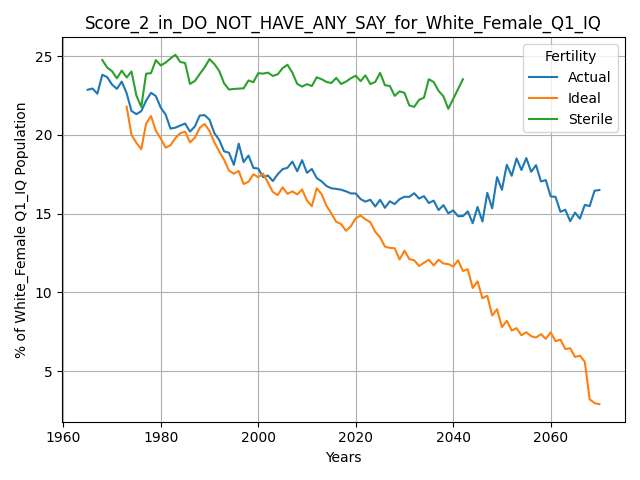 Score_2_in_DO_NOT_HAVE_ANY_SAY_for_White_Female_Q1_IQ
Fertility
Actual
Ideal
Sterile
% of White_Female Q1_IQ Population
25
20
15
10
5
1960 1980 2000 2020 2040 2060
Years